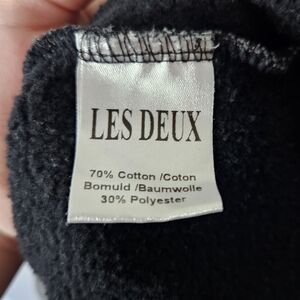 LES DEUX
70% Cotton /Coton
Bomuld /Baumwolle
30% Polyester